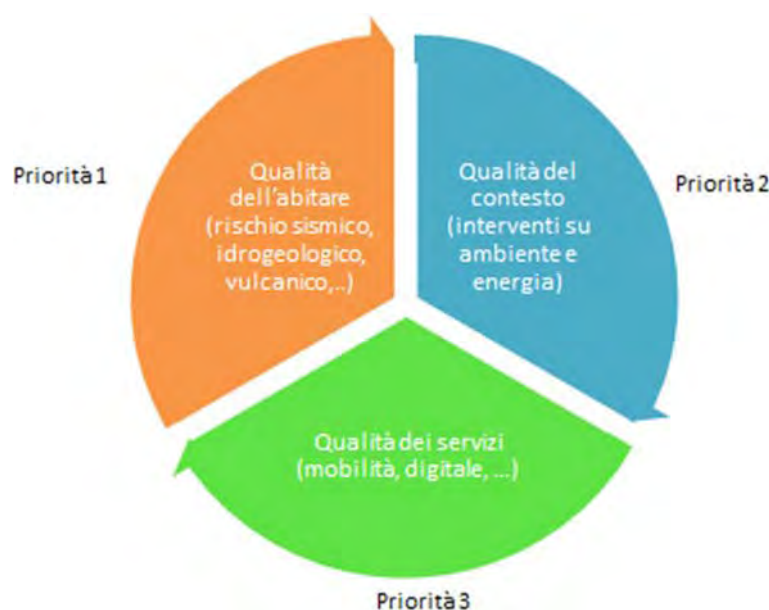 Priorità 1
Qualità
dell'abitare
(rischio sismico,
idrogeologico,
vulcanico,..)
Qualità del
contesto
(interventi su
ambiente e
energia)
Priorità 2
Qualità dei servizi
(mobilità, digitale, ...)
Priorità 3